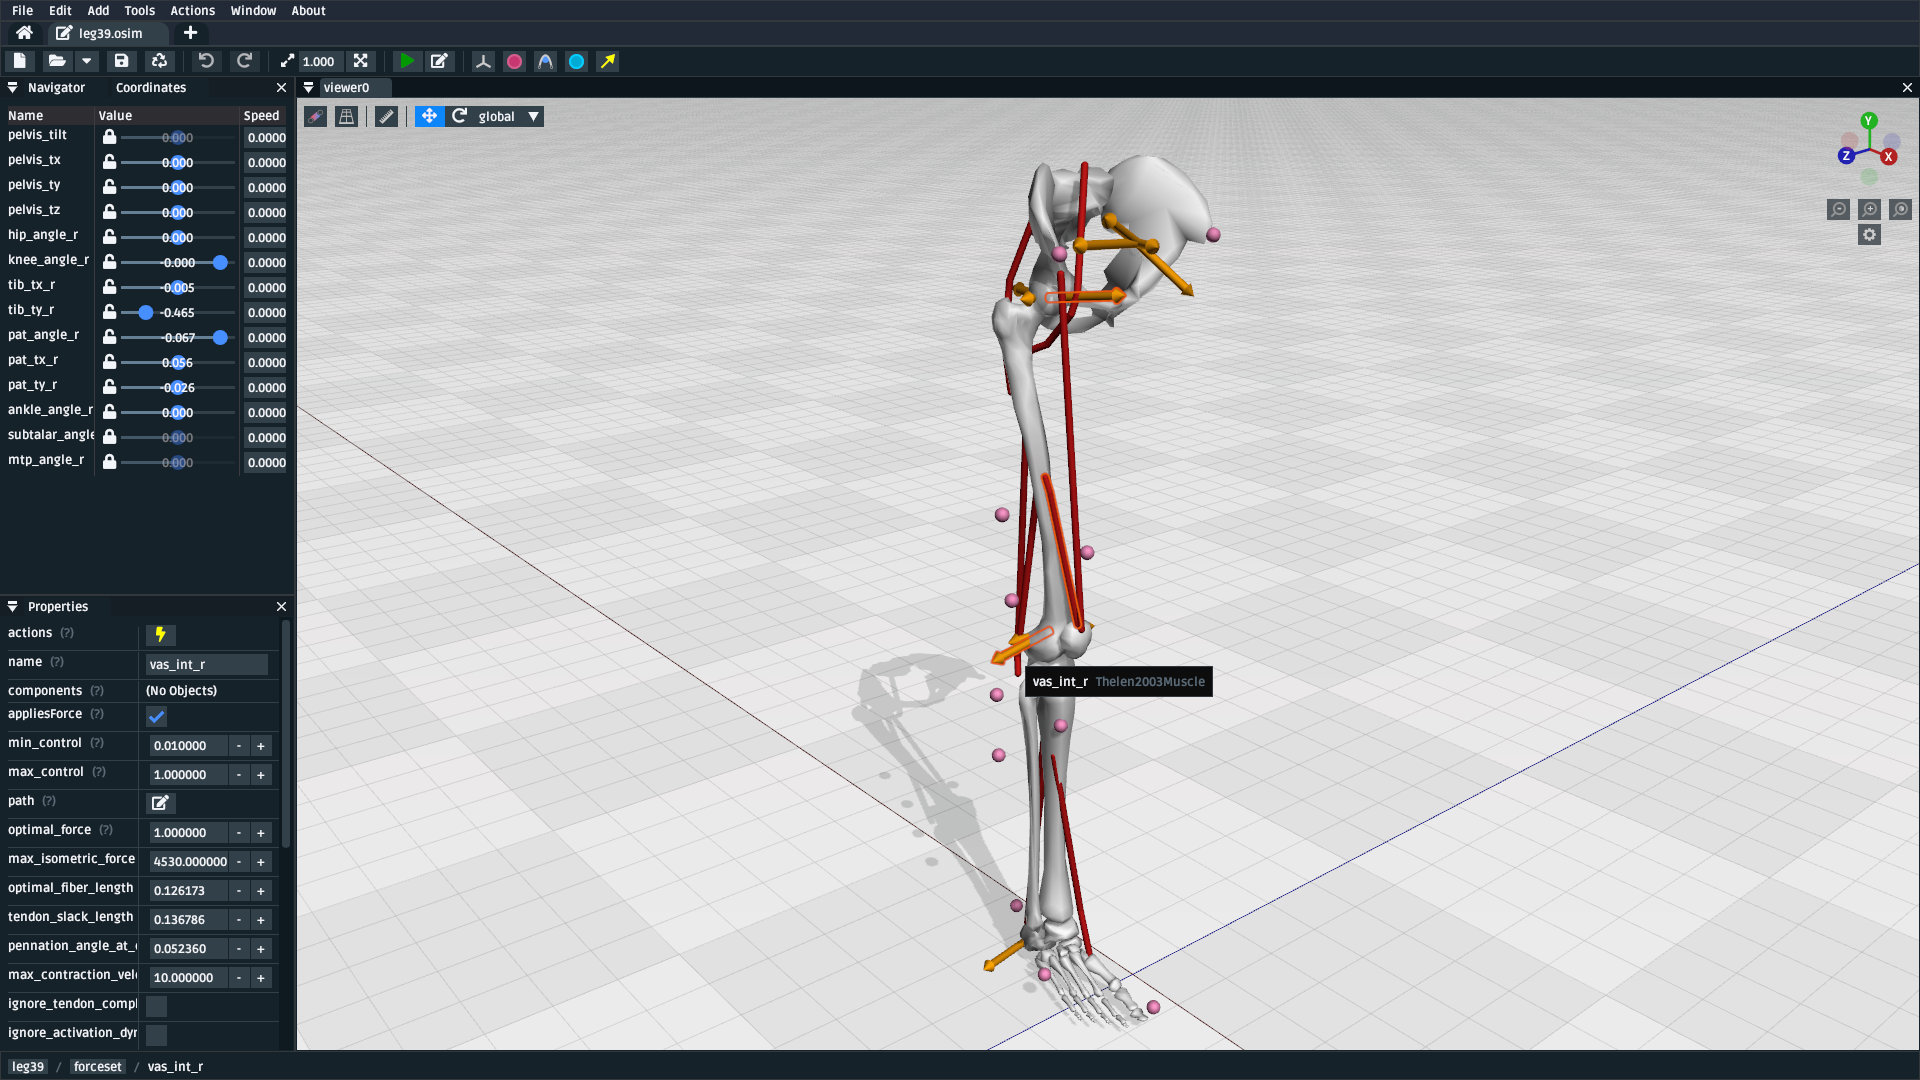 File Edit Add Tools Actions Window About
leg39.osim
1.000
Navigator Coordinates
Name Value Speed
pelvis_tilt 0.000 0.0000
pelvis_tx 0.000 0.0000
pelvis_ty 0.000 0.0000
pelvis_tz 0.000 0.0000
hip_angle_r 0.000 0.0000
knee_angle_r -0.000 0.0000
tib_tx_r -0.005 0.0000
tib_ty_r -0.465 0.0000
pat_angle_r -0.067 0.0000
pat_tx_r 0.056 0.0000
pat_ty_r -0.026 0.0000
ankle_angle_r 0.000 0.0000
subtalar_angle 0.000 0.0000
mtp_angle_r 0.000 0.0000
viewer0
global
Y
Z X
vas_int_r Thelen2003Muscle
Properties
actions (?)
name (?) vas_int_r
components (?) (No Objects)
appliesForce (?)
min_control (?) 0.010000 - +
max_control (?) 1.000000 - +
path (?)
optimal_force (?) 1.000000 - +
max_isometric_force 4530.000000 - +
optimal_fiber_length 0.126173 - +
tendon_slack_length 0.136786 - +
pennation_angle_at_ 0.052360 - +
max_contraction_vel 10.000000 - +
ignore_tendon_compl
ignore_activation_dy
leg39 / forceset / vas_int_r